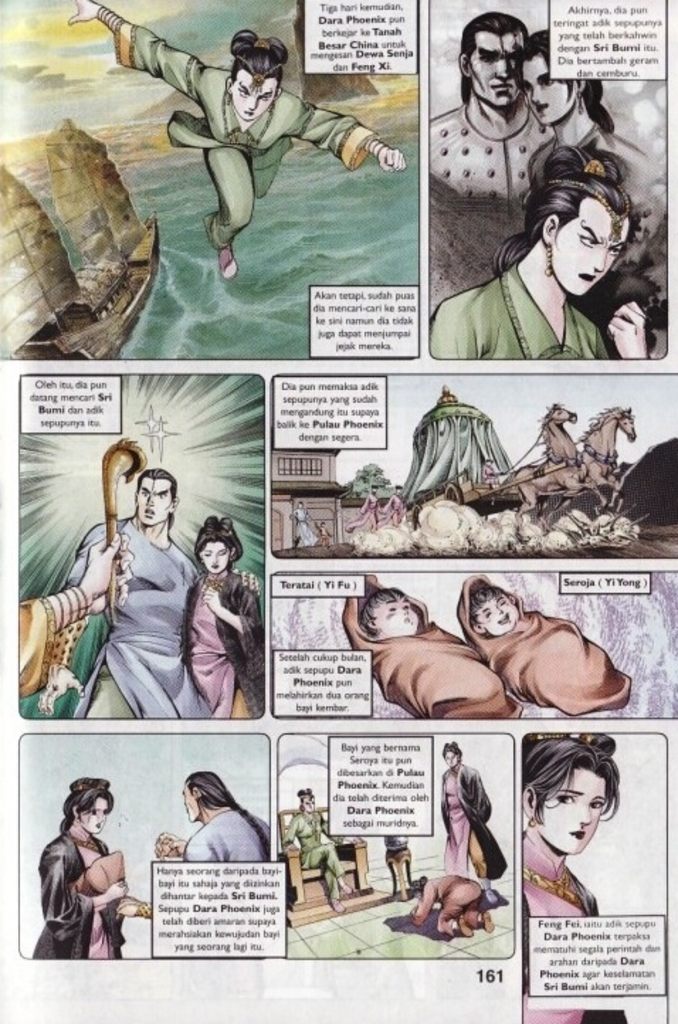 Tiga hari kemudian,
Dara Phoenix pun
berkejar ke Tanah
Besar China untuk
mengesan Dewa Senja
dan Feng Xi.
Akhirnya, dia pun
teringat adik sepupunya
yang telah berkahwin
dengan Sri Bumi itu.
Dia bertambah geram
dan cemburu.
Akan tetapi, sudah puas
dia mencari-cari ke sana
ke sini namun dia tidak
juga dapat menjumpai
jejak mereka.
Oleh itu, dia pun
datang mencari Sri
Bumi dan adik
sepupunya itu.
Dia pun memaksa adik
sepupunya yang sudah
mengandung itu supaya
balik ke Pulau Phoenix
dengan segera.
Teratai ( Yi Fu )
Seroja ( Yi Yong )
Setelah cukup bulan,
adik sepupu Dara
Phoenix pun
melahirkan dua orang
bayi kembar.
Hanya seorang daripada bayi-
bayi itu sahaja yang diizinkan
dihantar kepada Sri Bumi.
Sepupu Dara Phoenix juga
telah diberi amaran supaya
merahsiakan kewujudan bayi
yang seorang lagi itu.
Bayi yang bernama
Seroya itu pun
dibesarkan di Pulau
Phoenix. Kemudian
dia telah diterima oleh
Dara Phoenix
sebagai muridnya.
Feng Fei, iaitu adik sepupu
Dara Phoenix terpaksa
mematuhi segala perintah dan
arahan daripada Dara
Phoenix agar keselamatan
Sri Bumi akan terjamin.
161